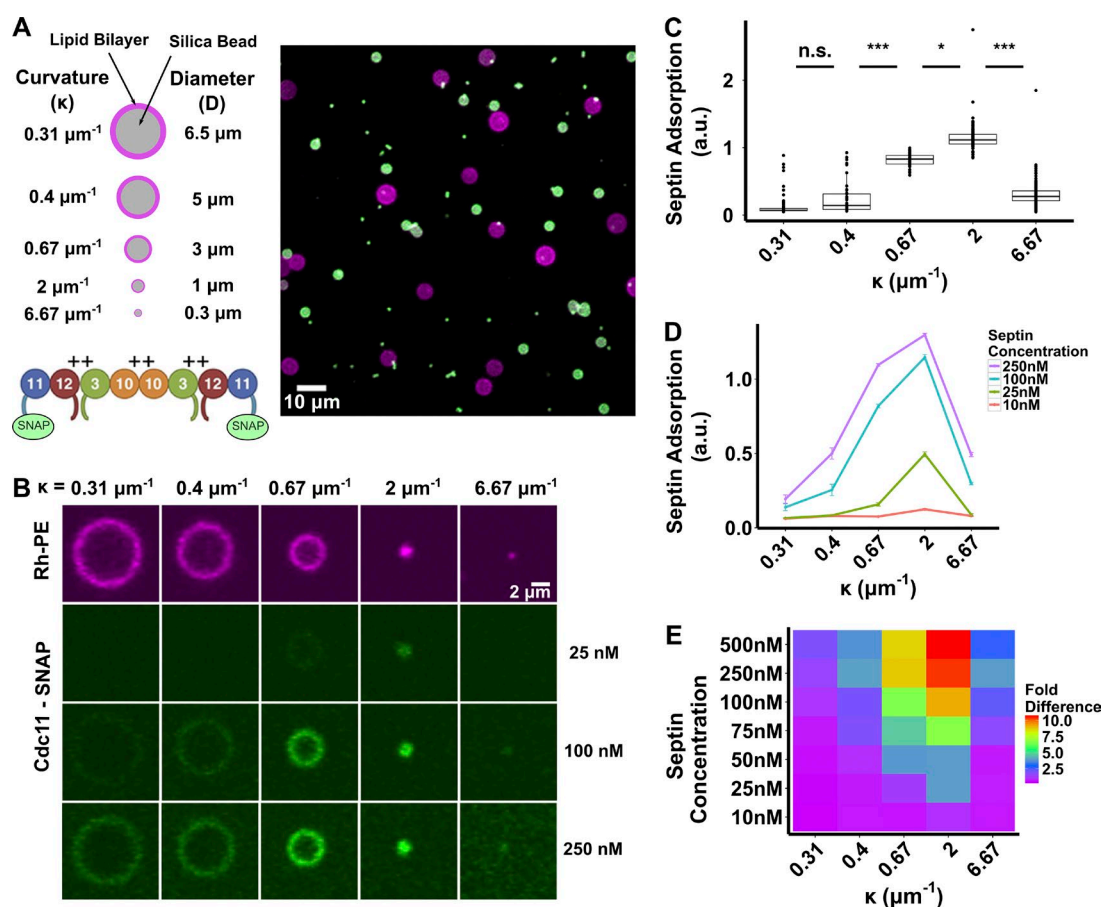 A
Lipid Bilayer
Silica Bead
Curvature
(κ)
Diameter
(D)
0.31 µm-1
6.5 µm
0.4 µm-1
5 µm
0.67 µm-1
3 µm
2 µm-1
1 µm
6.67 µm-1
0.3 µm
++ ++ ++
11 12 3 10 10 3 12 11
SNAP
SNAP
10 µm
B
κ = 0.31 µm-1 0.4 µm-1 0.67 µm-1 2 µm-1 6.67 µm-1
Rh-PE
2 µm
Cdc11 - SNAP
25 nM
100 nM
250 nM
C
n.s. *** * ***
Septin Adsorption
(a.u.)
2
1
0
0.31 0.4 0.67 2 6.67
κ (µm-1)
D
Septin Adsorption
(a.u.)
1.0
0.5
0.0
Septin
Concentration
250nM
100nM
25nM
10nM
0.31 0.4 0.67 2 6.67
κ (µm-1)
E
Septin
Concentration
500nM
250nM
100nM
75nM
50nM
25nM
10nM
Fold
Difference
10.0
7.5
5.0
2.5
0.31 0.4 0.67 2 6.67
κ (µm-1)